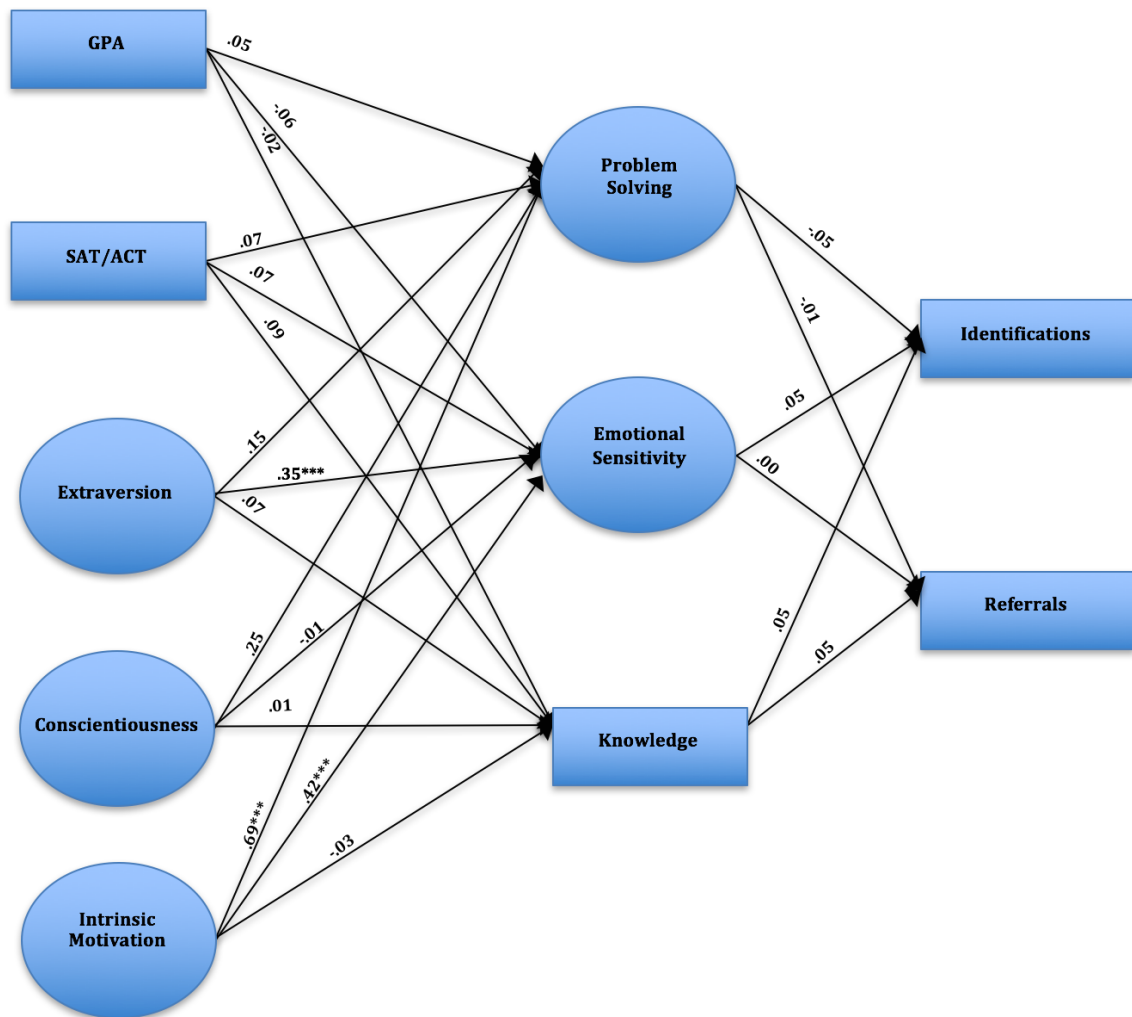 GPA
.05
-.06
-.02
Problem
Solving
SAT/ACT
.07
.07
.09
-.05
-.01
Identifications
Extraversion
.15
.35***
.07
Emotional
Sensitivity
.05
.00
Conscientiousness
.25
-.01
.01
Referrals
.05
.05
Knowledge
Intrinsic
Motivation
.69***
.42***
-.03